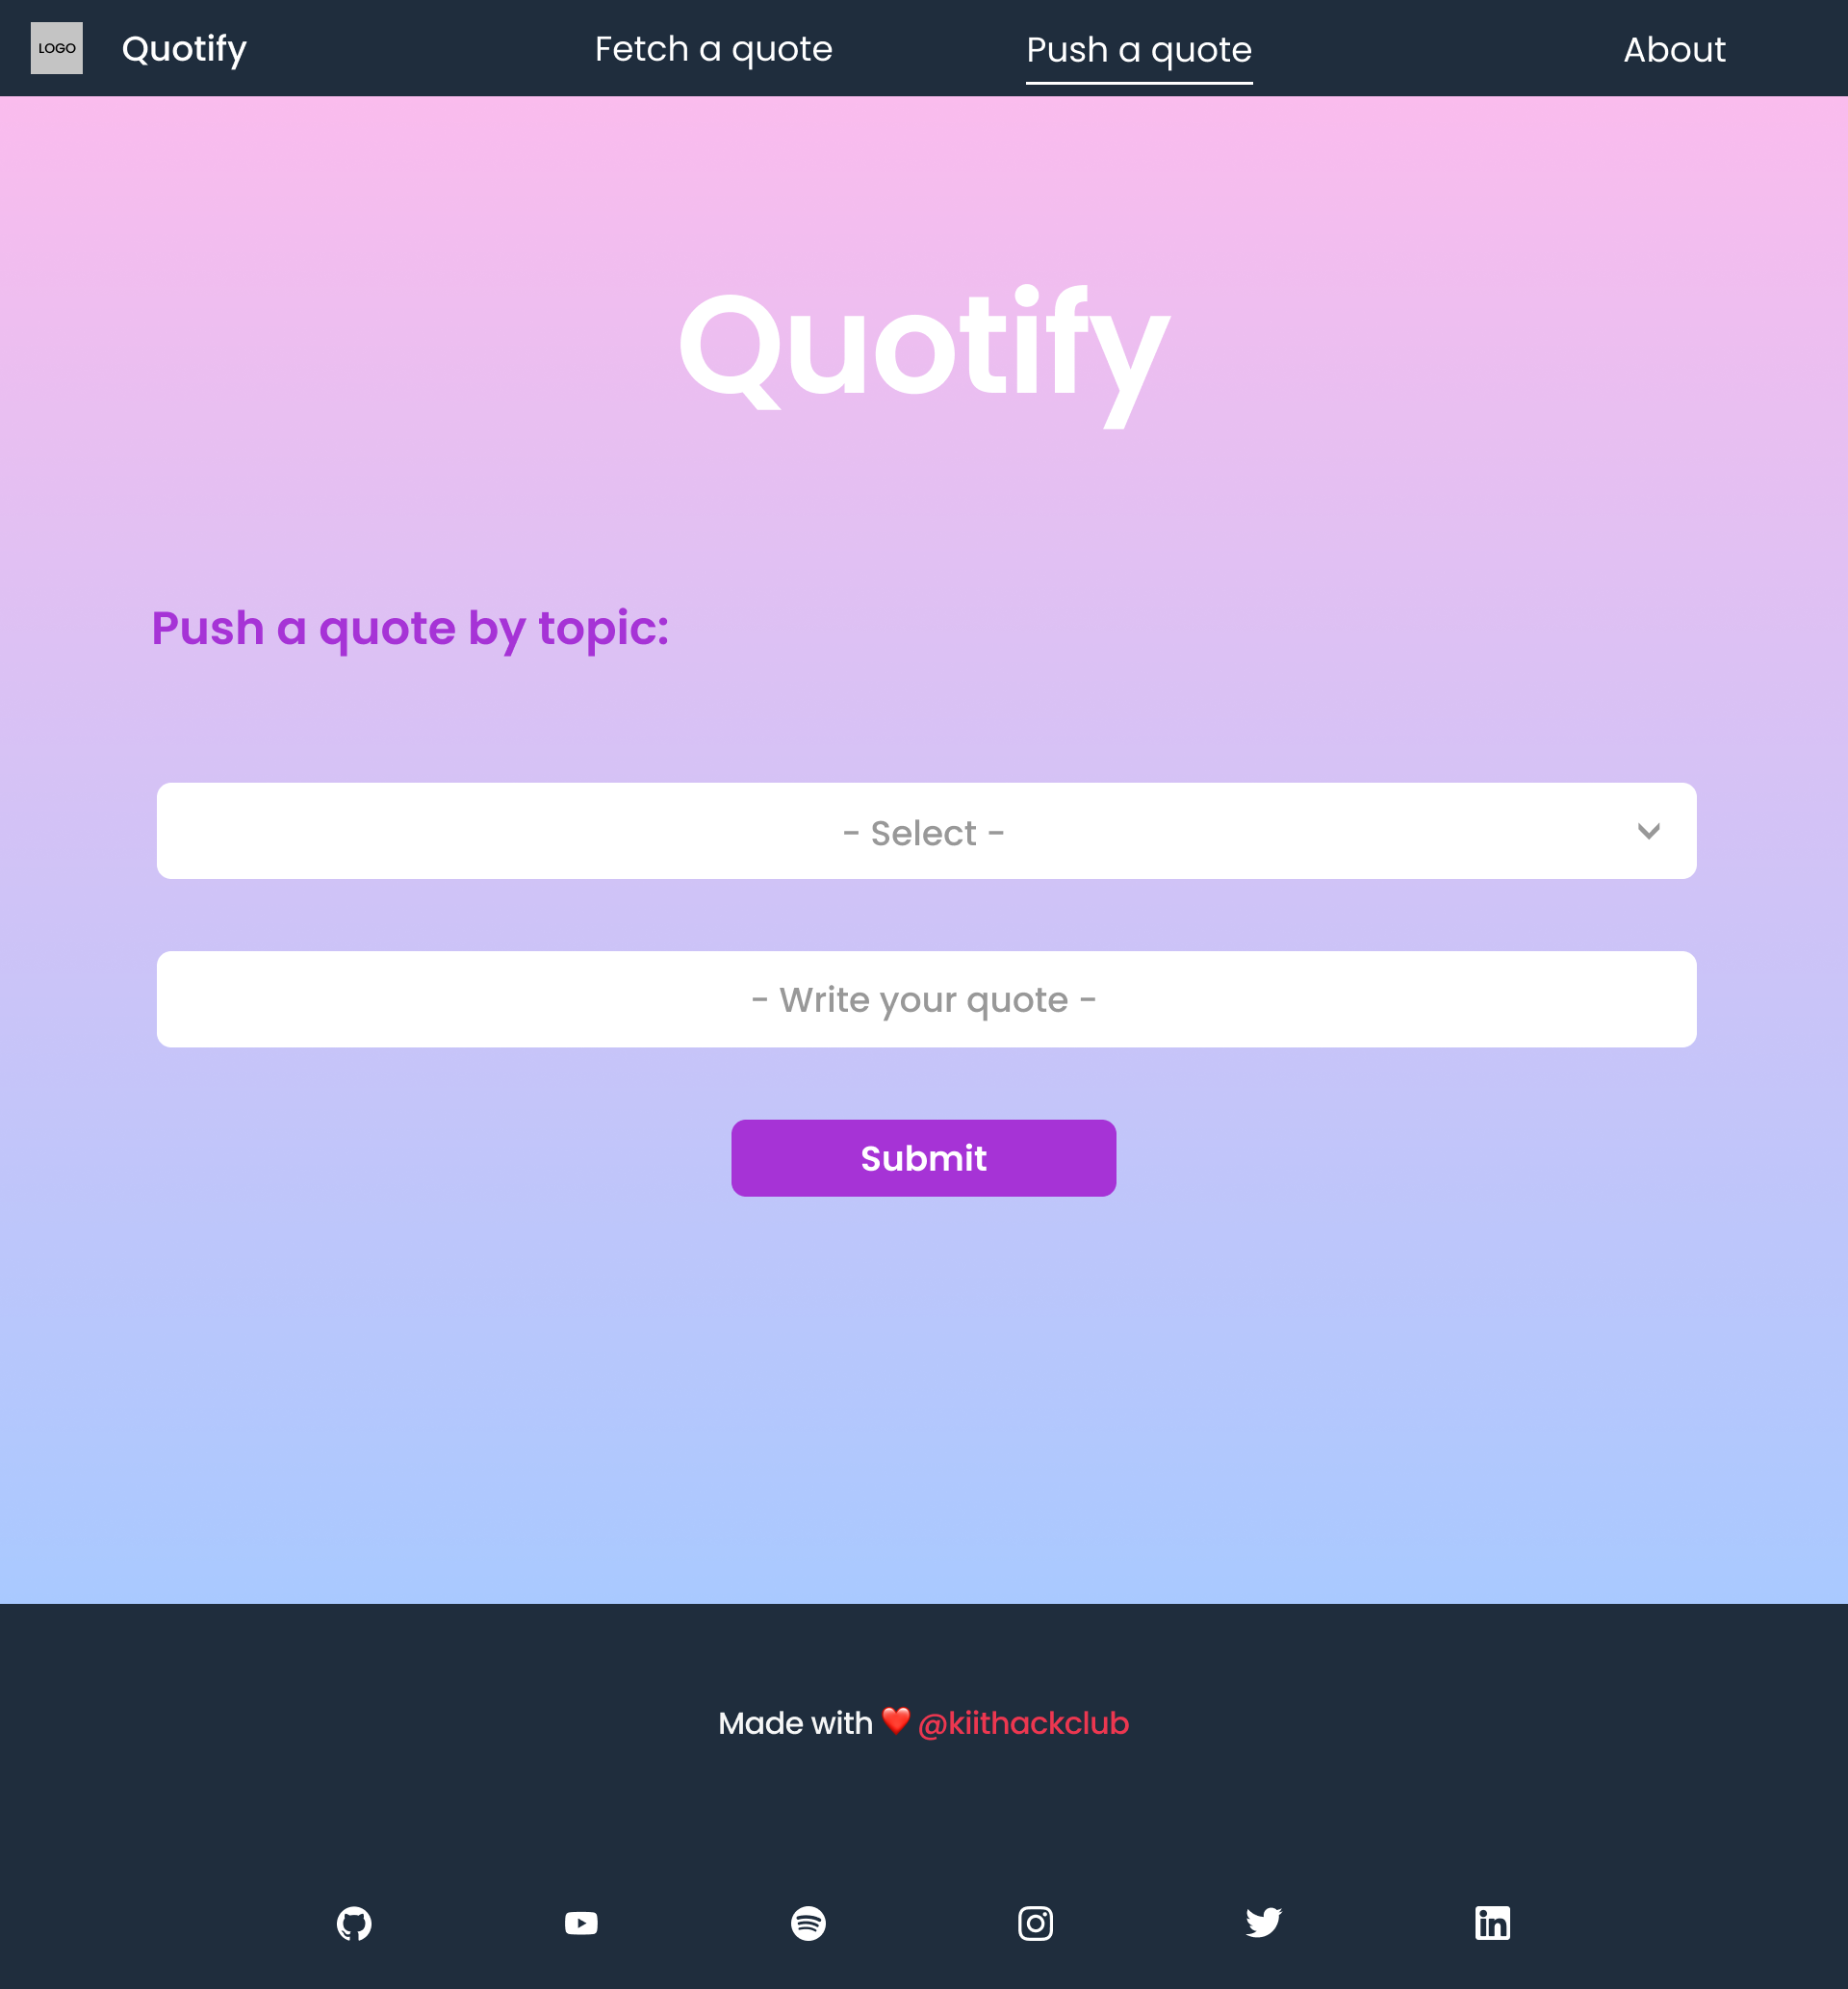 LOGO
Quotify
Fetch a quote
Push a quote
About
Quotify
Push a quote by topic:
- Select -
- Write your quote -
Submit
Made with ❤️ @kiithackclub
in